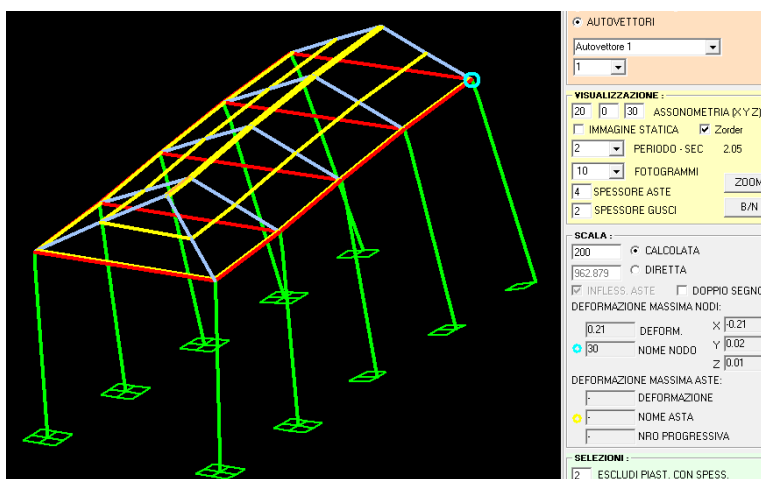 AUTOVETTORI
Autovettore 1
1
VISUALIZZAZIONE :
20 0 30 ASSONOMETRIA (X Y Z)
IMMAGINE STATICA Zorder
2 PERIODO - SEC 2.05
10 FOTOGRAMMI
4 SPESSORE ASTE
ZOOM
2 SPESSORE GUSCI
B/N
SCALA :
200 CALCOLATA
962.879 DIRETTA
INFLESS. ASTE DOPPIO SEGNO
DEFORMAZIONE MASSIMA NODI:
0.21 DEFORM. X -0.21
30 NOME NODO Y 0.02
Z 0.01
DEFORMAZIONE MASSIMA ASTE:
- DEFORMAZIONE
- NOME ASTA
- NRO PROGRESSIVA
SELEZIONI :
2 ESCLUDI PIAST. CON SPESS.